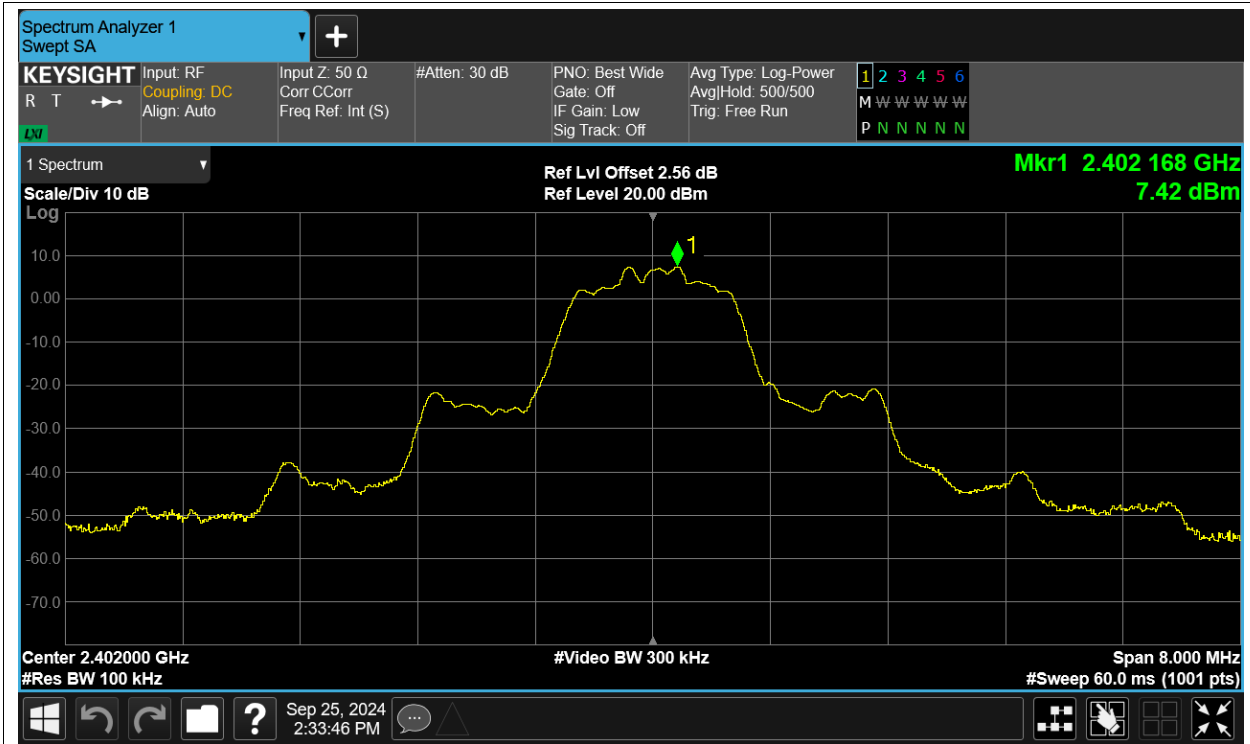 Spectrum Analyzer 1
Swept SA
KEYSIGHT
R T
LXI
Input: RF
Coupling: DC
Align: Auto
Input Z: 50 Ω
Corr CCorr
Freq Ref: Int (S)
#Atten: 30 dB
PNO: Best Wide
Gate: Off
IF Gain: Low
Sig Track: Off
Avg Type: Log-Power
Avg|Hold: 500/500
Trig: Free Run
1 2 3 4 5 6
M W W W W W
P N N N N N
1 Spectrum
Scale/Div 10 dB
Log
Ref Lvl Offset 2.56 dB
Ref Level 20.00 dBm
Mkr1 2.402 168 GHz
7.42 dBm
1
10.0
0.00
-10.0
-20.0
-30.0
-40.0
-50.0
-60.0
-70.0
Center 2.402000 GHz
#Video BW 300 kHz
Span 8.000 MHz
#Res BW 100 kHz
#Sweep 60.0 ms (1001 pts)
?
Sep 25, 2024
2:33:46 PM